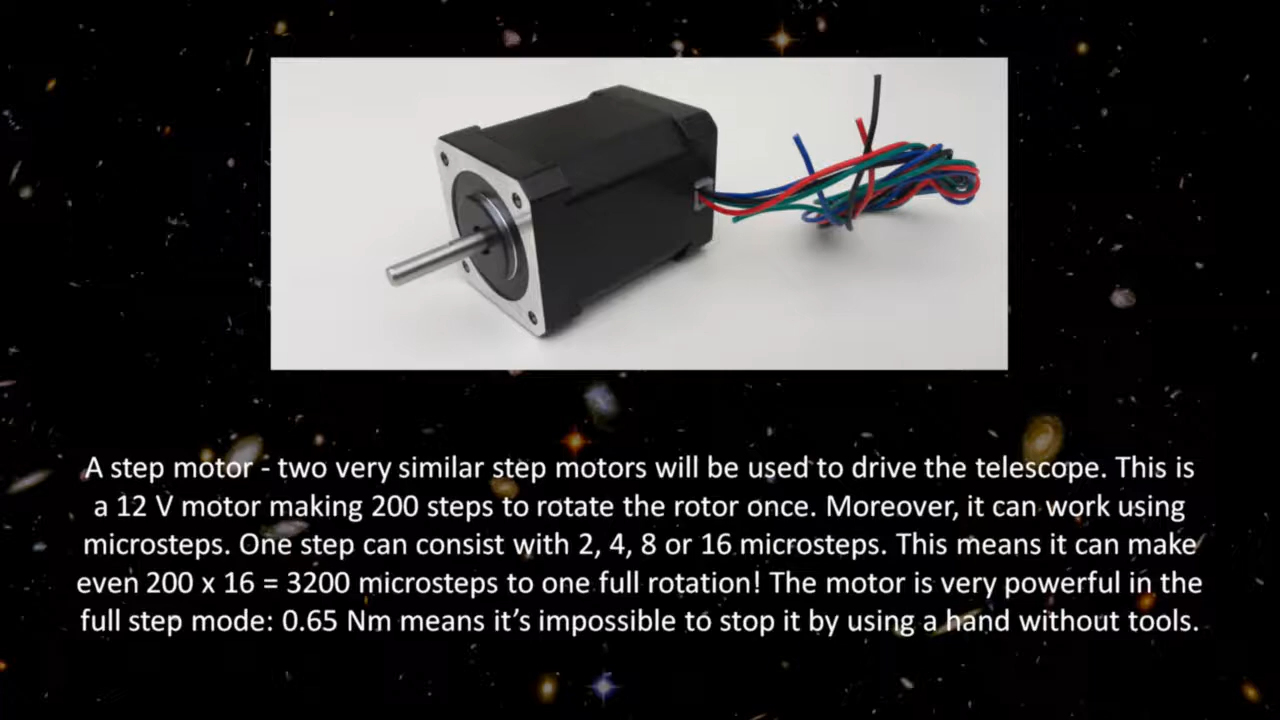 A step motor - two very similar step motors will be used to drive the telescope. This is
a 12 V motor making 200 steps to rotate the rotor once. Moreover, it can work using
microsteps. One step can consist with 2, 4, 8 or 16 microsteps. This means it can make
even 200 x 16 = 3200 microsteps to one full rotation! The motor is very powerful in the
full step mode: 0.65 Nm means it’s impossible to stop it by using a hand without tools.